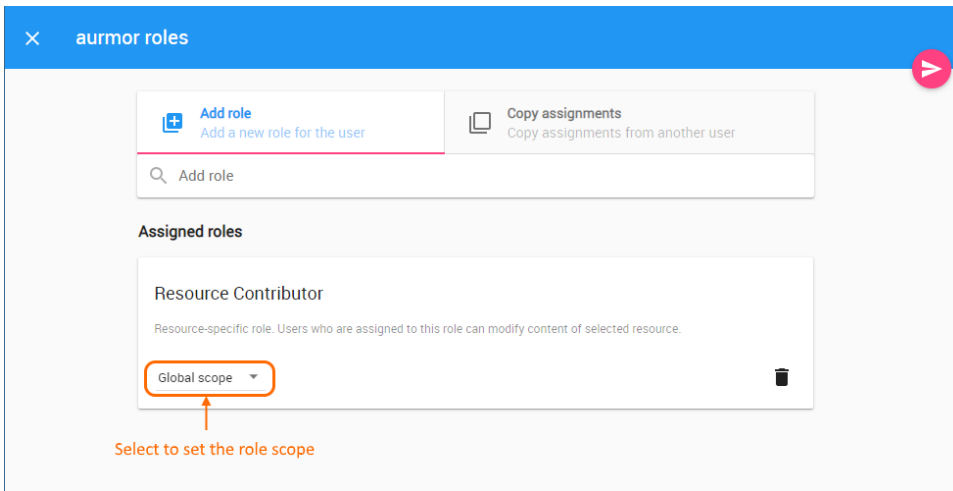 aurmor roles
Add role
Add a new role for the user
Copy assignments
Copy assignments from another user
Add role
Assigned roles
Resource Contributor
Resource-specific role. Users who are assigned to this role can modify content of selected resource.
Global scope
Select to set the role scope